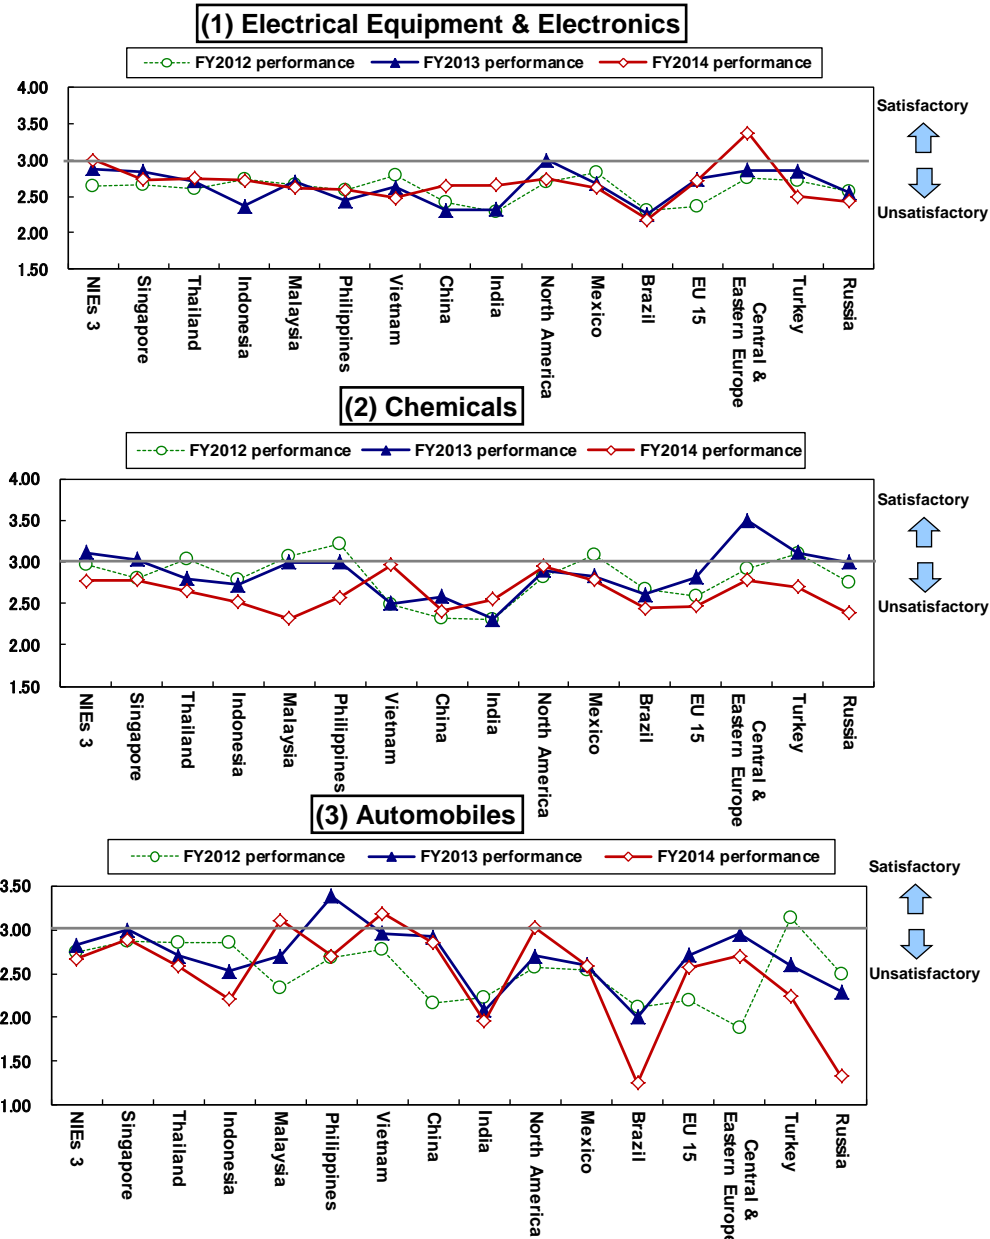 (1) Electrical Equipment & Electronics
FY2012 performance FY2013 performance FY2014 performance
4.00
3.50
3.00
2.50
2.00
1.50
Satisfactory
Unsatisfactory
NIEs 3
Singapore
Thailand
Indonesia
Malaysia
Philippines
Vietnam
China
India
North America
Mexico
Brazil
EU 15
Central &
Eastern Europe
Turkey
Russia
(2) Chemicals
FY2012 performance FY2013 performance FY2014 performance
4.00
3.50
3.00
2.50
2.00
1.50
Satisfactory
Unsatisfactory
NIEs 3
Singapore
Thailand
Indonesia
Malaysia
Philippines
Vietnam
China
India
North America
Mexico
Brazil
EU 15
Central &
Eastern Europe
Turkey
Russia
(3) Automobiles
FY2012 performance FY2013 performance FY2014 performance
3.50
3.00
2.50
2.00
1.50
1.00
Satisfactory
Unsatisfactory
NIEs 3
Singapore
Thailand
Indonesia
Malaysia
Philippines
Vietnam
China
India
North America
Mexico
Brazil
EU 15
Central &
Eastern Europe
Turkey
Russia